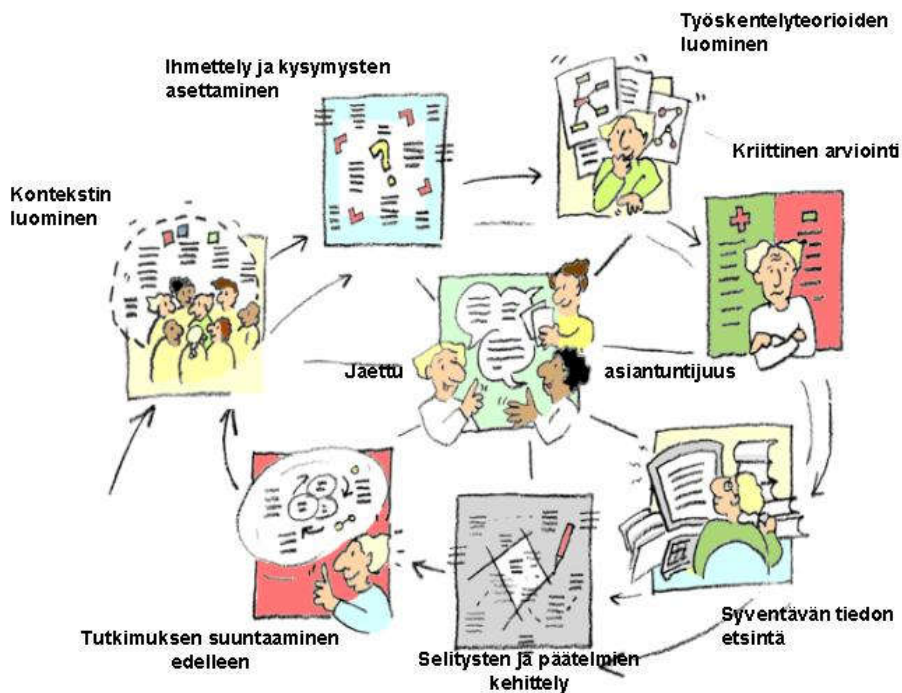 Työskentelyteorioiden
luominen
Ihmettely ja kysymysten
asettaminen
Kriittinen arviointi
Kontekstin
luominen
Jaettu
asiantuntijuus
Syventävän tiedon
etsintä
Tutkimuksen suuntaaminen
edelleen
Selitysten ja päätelmien
kehittely